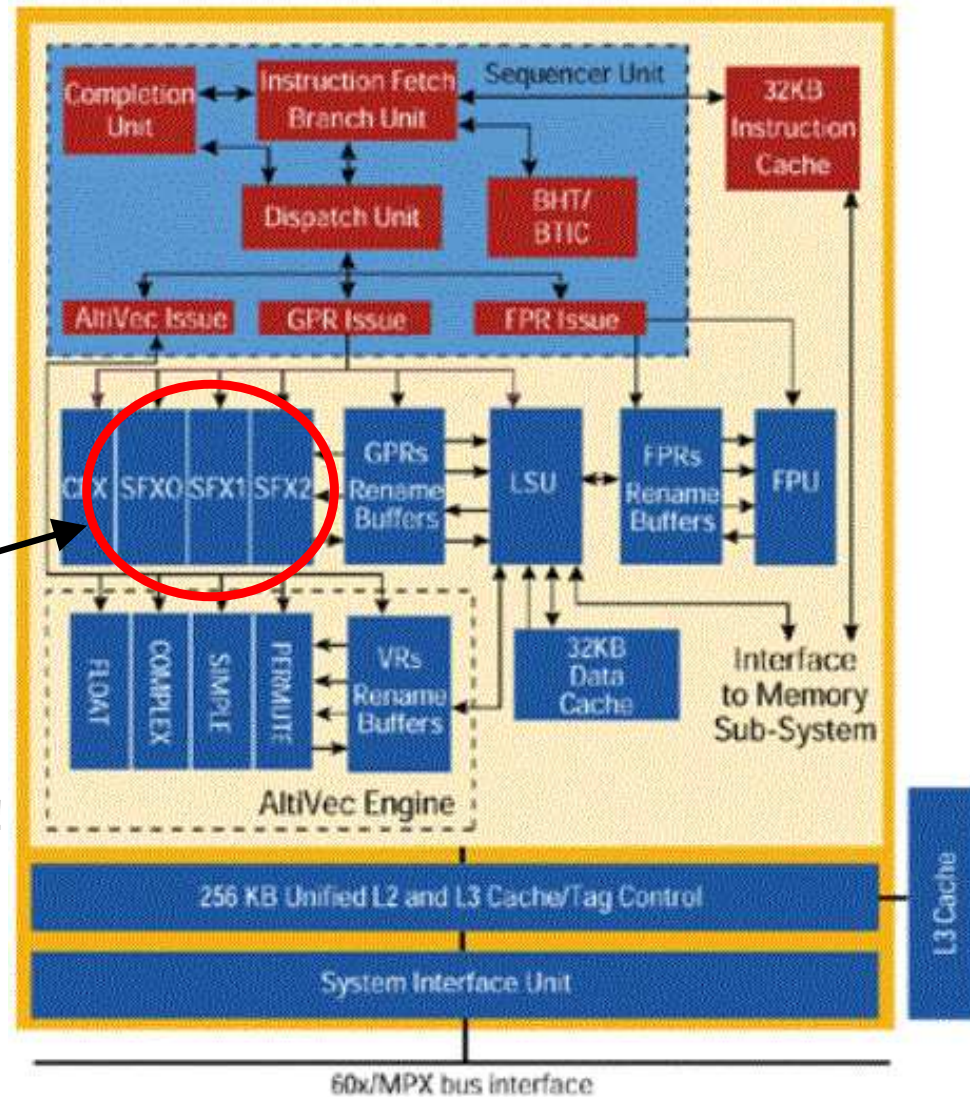 Sequencer Unit
Completion
Unit
Instruction Fetch
Branch Unit
32KB
Instruction
Cache
Dispatch Unit
BHT/
BTIC
AltiVec Issue
GPR Issue
FPR Issue
SFX0
SFX1
SFX2
GPRs
Rename
Buffers
LSU
FPRs
Rename
Buffers
FPU
FLOAT
COMPLEX
SIMPLE
PERMUTE
VRs
Rename
Buffers
32KB
Data
Cache
Interface
to Memory
Sub-System
AltiVec Engine
256 KB Unified L2 and L3 Cache/Tag Control
L3 Cache
System Interface Unit
60x/MPX bus interface